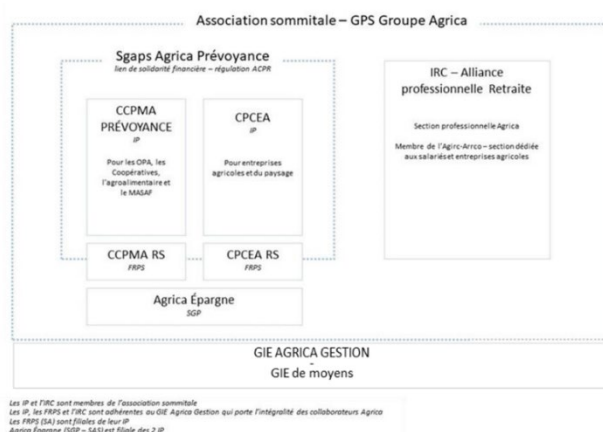 Association sommitale – GPS Groupe Agrica
Sgaps Agrica Prévoyance
lien de solidarité financière – régulation ACPR
CCPMA
PRÉVOYANCE
IP
Pour les OPA, les
Coopératives,
l'agroalimentaire et
le MASAF
CPCEA
IP
Pour entreprises
agricoles et du paysage
IRC – Alliance
professionnelle Retraite
Section professionnelle Agrica
Membre de l'Agirc-Arrco – section dédiée
aux salariés et entreprises agricoles
CCPMA RS
FRPS
CPCEA RS
FRPS
Agrica Épargne
SGP
GIE AGRICA GESTION
-
GIE de moyens
Les IP et l'IRC sont membres de l'association sommitale
Les IP, les FRPS et l'IRC sont adhérentes au GIE Agrica Gestion qui porte l'intégralité des collaborateurs Agrica
Les FRPS (SA) sont filiales de leur IP
Agrica Epargne (SGP – SAS) est filiale des 2 IP